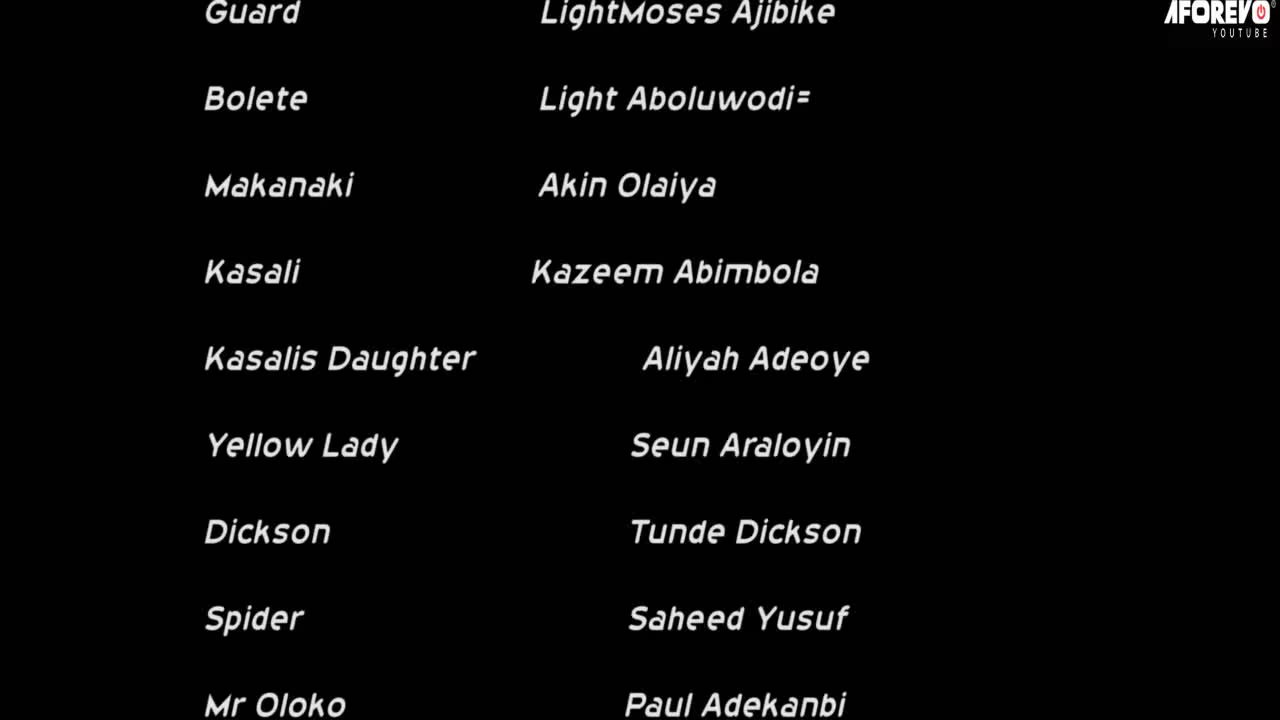 AFOREVO
YOUTUBE
Guard LightMoses Ajibike
Bolete Light Aboluwodi=
Makanaki Akin Olaiya
Kasali Kazeem Abimbola
Kasalis Daughter Aliyah Adeoye
Yellow Lady Seun Araloyin
Dickson Tunde Dickson
Spider Saheed Yusuf
Mr Oloko Paul Adekanbi